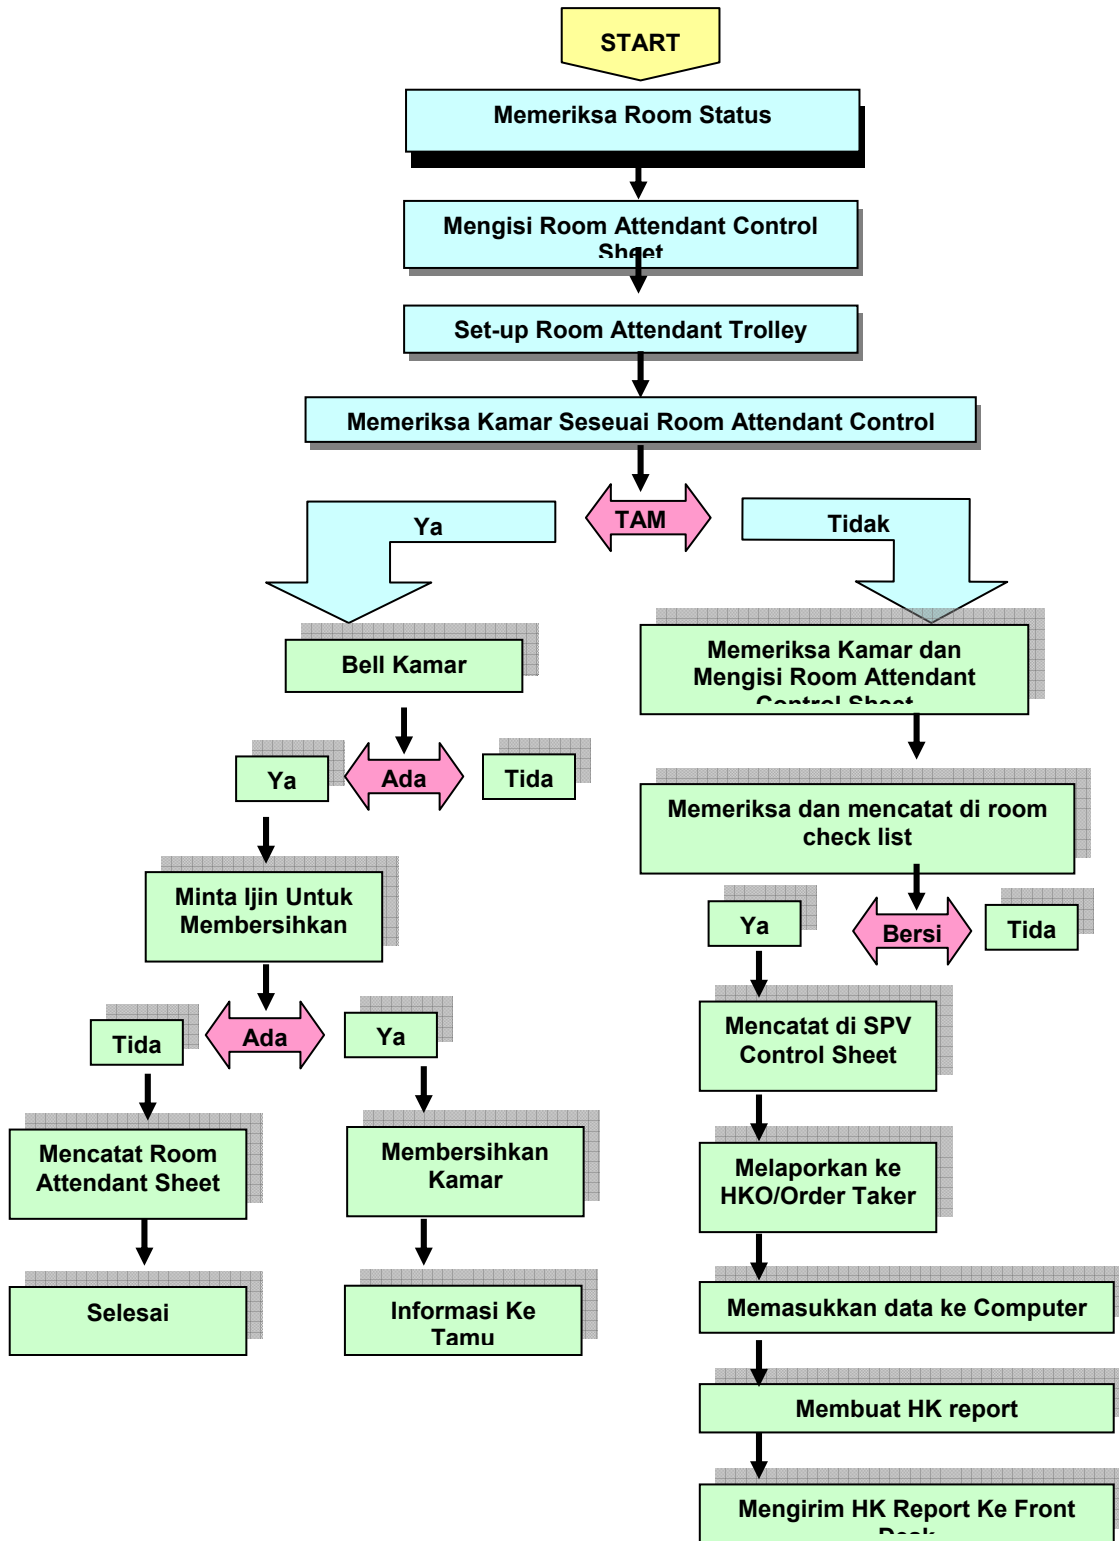 START
Memeriksa Room Status
Mengisi Room Attendant Control
Sheet
Set-up Room Attendant Trolley
Memeriksa Kamar Seseuai Room Attendant Control
Ya
TAM
Tidak
Bell Kamar
Memeriksa Kamar dan
Mengisi Room Attendant
Control Sheet
Ya
Ada
Tida
Memeriksa dan mencatat di room
check list
Minta Ijin Untuk
Membersihkan
Ya
Bersi
Tida
Tida
Ada
Ya
Mencatat di SPV
Control Sheet
Mencatat Room
Attendant Sheet
Membersihkan
Kamar
Melaporkan ke
HKO/Order Taker
Selesai
Informasi Ke
Tamu
Memasukkan data ke Computer
Membuat HK report
Mengirim HK Report Ke Front
Desk